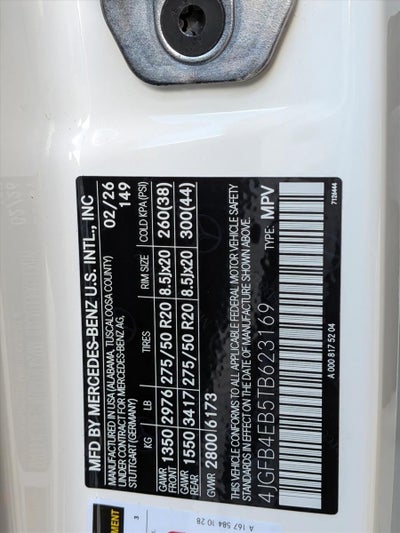 MFD BY MERCEDES-BENZ U.S. INTL., INC
MANUFACTURED IN USA (ALABAMA, TUSCALOOSA COUNTY)
UNDER CONTRACT FOR MERCEDES-BENZ AG,
STUTTGART (GERMANY)
02/26
149
KG LB TIRES RIM SIZE COLD KPA(PSI)
GAWR FRONT 1350 2976 275/50 R20 8.5Jx20 260(38)
GAWR REAR 1550 3417 275/50 R20 8.5Jx20 300(44)
GVWR 2800 6173
THIS VEHICLE CONFORMS TO ALL APPLICABLE FEDERAL MOTOR VEHICLE SAFETY
STANDARDS IN EFFECT ON THE DATE OF MANUFACTURE SHOWN ABOVE.
4JGFB4EB5TB623169 TYPE: MPV
A 000 817 52 04
7126444
A 167 584 10 28
3